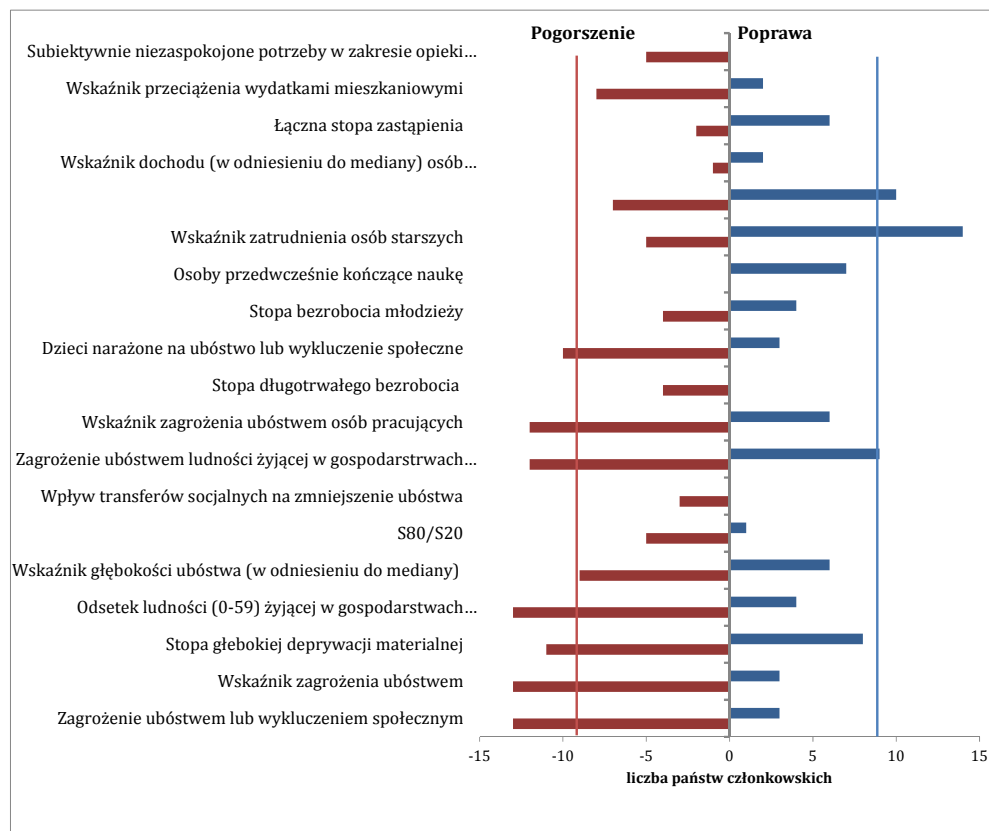 Pogorszenie Poprawa
Subiektywnie niezaspokojone potrzeby w zakresie opieki…
Wskaźnik przeciążenia wydatkami mieszkaniowymi
Łączna stopa zastąpienia
Wskaźnik dochodu (w odniesieniu do mediany) osób…
Wskaźnik zatrudnienia osób starszych
Osoby przedwcześnie kończące naukę
Stopa bezrobocia młodzieży
Dzieci narażone na ubóstwo lub wykluczenie społeczne
Stopa długotrwałego bezrobocia
Wskaźnik zagrożenia ubóstwem osób pracujących
Zagrożenie ubóstwem ludności żyjącej w gospodarstrwach…
Wpływ transferów socjalnych na zmniejszenie ubóstwa
S80/S20
Wskaźnik głębokości ubóstwa (w odniesieniu do mediany)
Odsetek ludności (0-59) żyjącej w gospodarstwach…
Stopa głebokiej deprywacji materialnej
Wskaźnik zagrożenia ubóstwem
Zagrożenie ubóstwem lub wykluczeniem społecznym
-15 -10 -5 0 5 10 15
liczba państw członkowskich